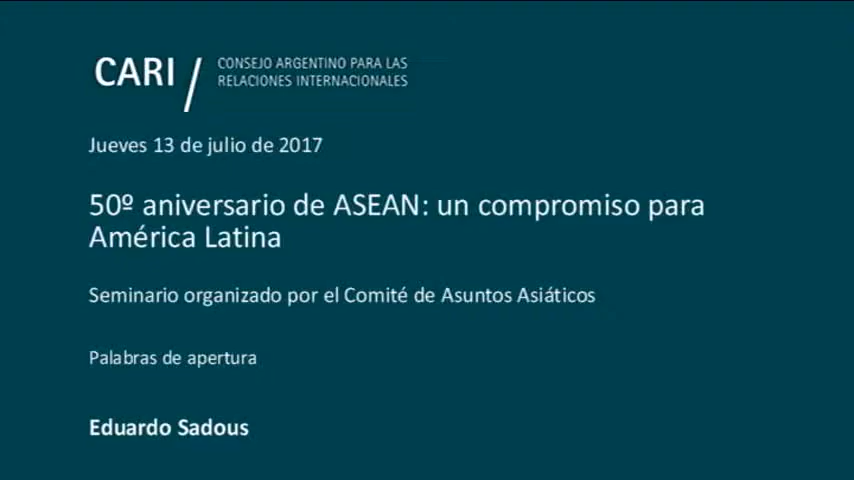 CARI / CONSEJO ARGENTINO PARA LAS
RELACIONES INTERNACIONALES
Jueves 13 de julio de 2017
50º aniversario de ASEAN: un compromiso para
América Latina
Seminario organizado por el Comité de Asuntos Asiáticos
Palabras de apertura
Eduardo Sadous